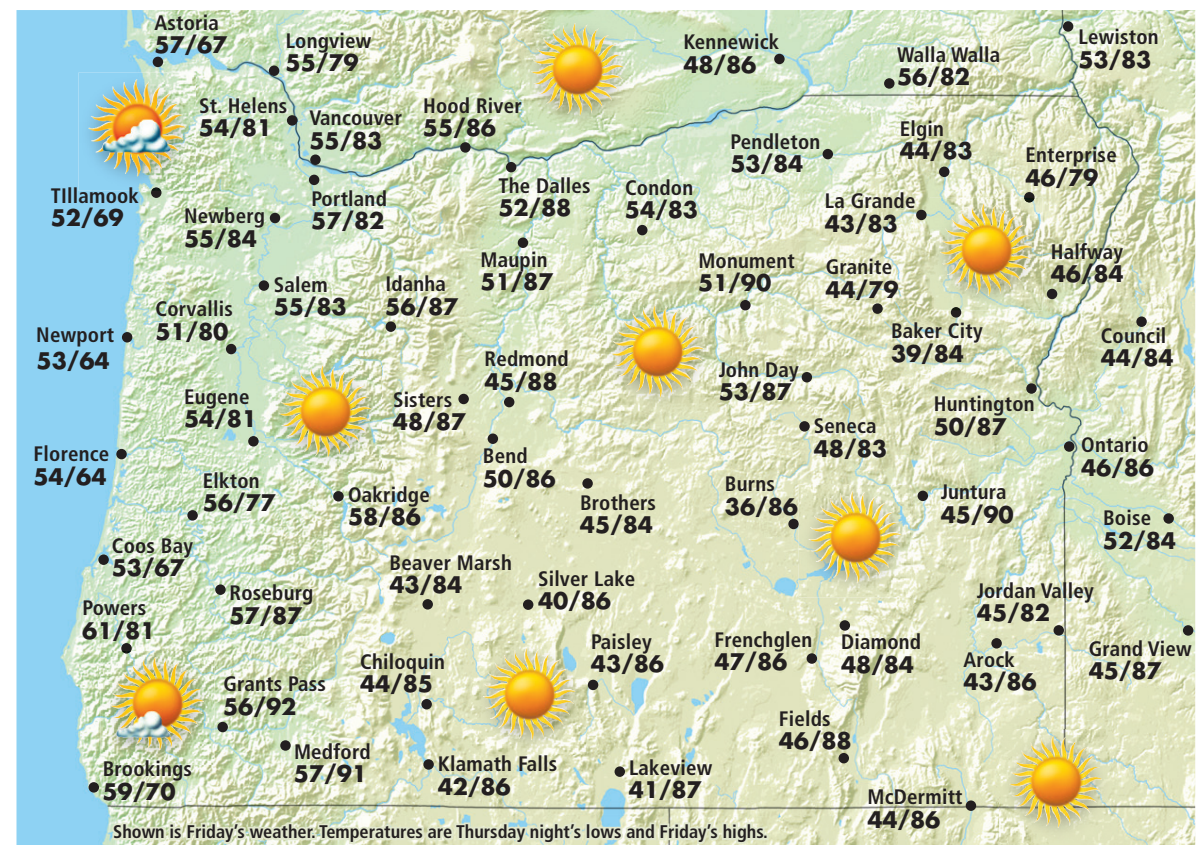 Astoria
57/67
Longview
55/79
Kennewick
48/86
Walla Walla
56/82
Lewiston
53/83
St. Helens
54/81
Vancouver
55/83
Hood River
55/86
Pendleton
53/84
Elgin
44/83
Enterprise
46/79
TIllamook
52/69
Newberg
55/84
Portland
57/82
The Dalles
52/88
Condon
54/83
La Grande
43/83
Maupin
51/87
Monument
51/90
Granite
44/79
Halfway
46/84
Salem
55/83
Idanha
56/87
Corvallis
51/80
Newport
53/64
Baker City
39/84
Council
44/84
Redmond
45/88
John Day
53/87
Eugene
54/81
Sisters
48/87
Huntington
50/87
Seneca
48/83
Florence
54/64
Bend
50/86
Ontario
46/86
Elkton
56/77
Oakridge
58/86
Brothers
45/84
Burns
36/86
Juntura
45/90
Boise
52/84
Coos Bay
53/67
Beaver Marsh
43/84
Silver Lake
40/86
Roseburg
57/87
Jordan Valley
45/82
Powers
61/81
Paisley
43/86
Frenchglen
47/86
Diamond
48/84
Arock
43/86
Grand View
45/87
Chiloquin
44/85
Grants Pass
56/92
Fields
46/88
Medford
57/91
Klamath Falls
42/86
Lakeview
41/87
Brookings
59/70
McDermitt
44/86
Shown is Friday's weather. Temperatures are Thursday night's lows and Friday's highs.